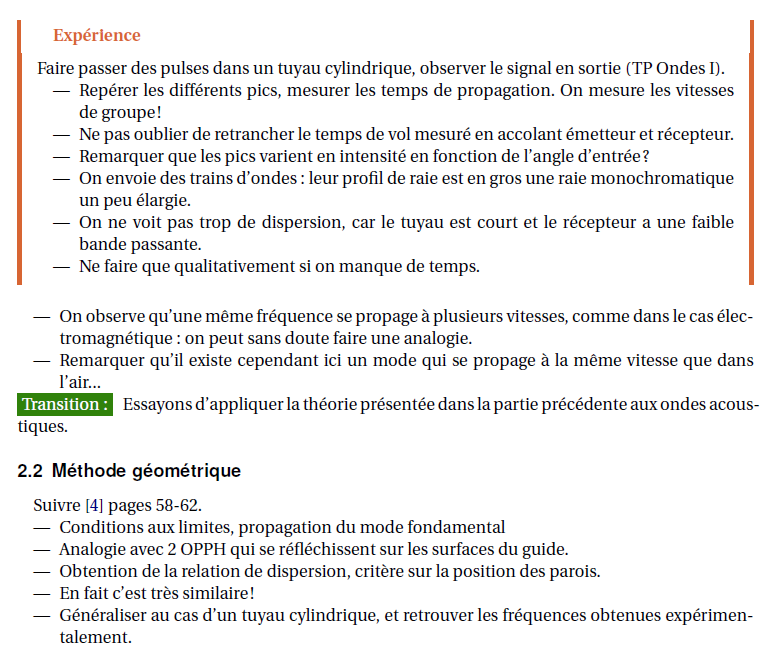 Expérience
Faire passer des pulses dans un tuyau cylindrique, observer le signal en sortie (TP Ondes I).
— Repérer les différents pics, mesurer les temps de propagation. On mesure les vitesses
de groupe!
— Ne pas oublier de retrancher le temps de vol mesuré en accolant émetteur et récepteur.
— Remarquer que les pics varient en intensité en fonction de l'angle d'entrée?
— On envoie des trains d'ondes : leur profil de raie est en gros une raie monochromatique
un peu élargie.
— On ne voit pas trop de dispersion, car le tuyau est court et le récepteur a une faible
bande passante.
— Ne faire que qualitativement si on manque de temps.
— On observe qu'une même fréquence se propage à plusieurs vitesses, comme dans le cas élec-
tromagnétique : on peut sans doute faire une analogie.
— Remarquer qu'il existe cependant ici un mode qui se propage à la même vitesse que dans
l'air...
Transition : Essayons d'appliquer la théorie présentée dans la partie précédente aux ondes acous-
tiques.
2.2 Méthode géométrique
Suivre [4] pages 58-62.
— Conditions aux limites, propagation du mode fondamental
— Analogie avec 2 OPPH qui se réfléchissent sur les surfaces du guide.
— Obtention de la relation de dispersion, critère sur la position des parois.
— En fait c'est très similaire!
— Généraliser au cas d'un tuyau cylindrique, et retrouver les fréquences obtenues expérimen-
talement.